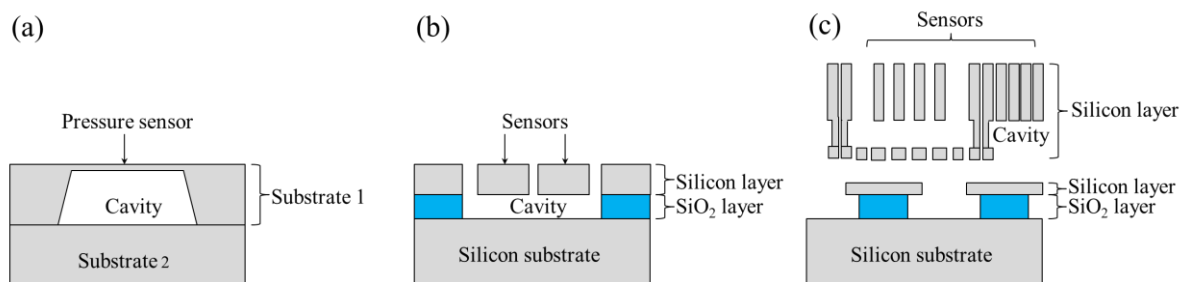 (a)
Pressure sensor
Cavity
Substrate 1
Substrate 2
(b)
Sensors
Silicon layer
Cavity
SiO₂ layer
Silicon substrate
(c)
Sensors
Silicon layer
Cavity
Silicon layer
SiO₂ layer
Silicon substrate